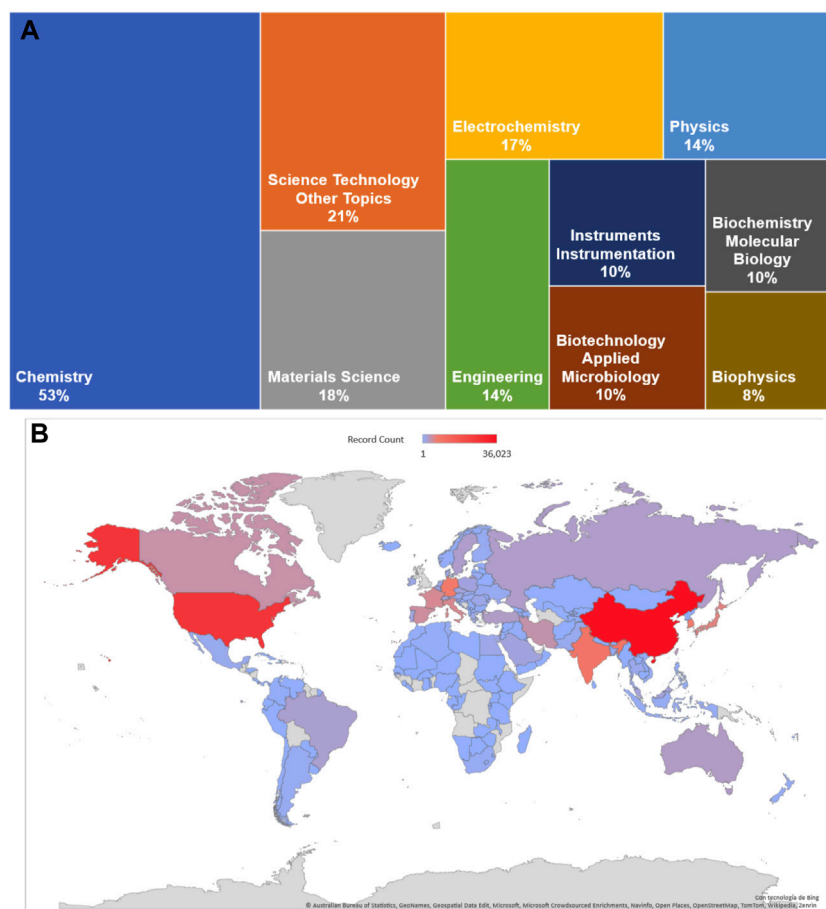 A
Chemistry
53%
Science Technology
Other Topics
21%
Materials Science
18%
Electrochemistry
17%
Physics
14%
Engineering
14%
Instruments
Instrumentation
10%
Biotechnology
Applied
Microbiology
10%
Biochemistry
Molecular
Biology
10%
Biophysics
8%
B
Record Count
1 36,023
Con tecnología de Bing
© Australian Bureau of Statistics, GeoNames, Geospatial Data Edit, Microsoft, Microsoft Crowdsourced Enrichments, Navinfo, Open Places, OpenStreetMap, TomTom, Wikipedia, Zenrin